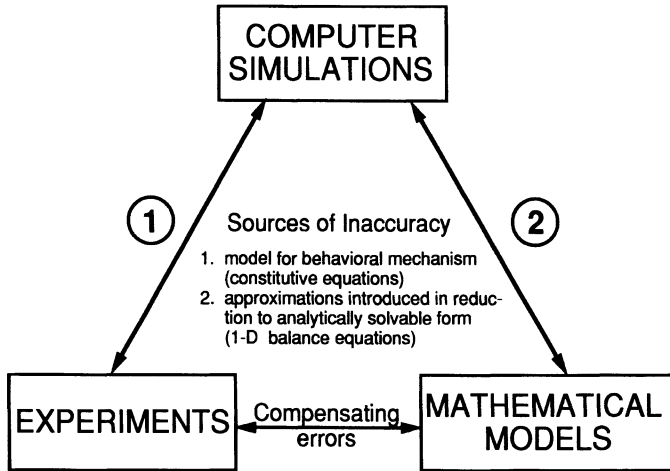 COMPUTER
SIMULATIONS
1
2
Sources of Inaccuracy
1. model for behavioral mechanism
(constitutive equations)
2. approximations introduced in reduc-
tion to analytically solvable form
(1-D balance equations)
EXPERIMENTS
Compensating
errors
MATHEMATICAL
MODELS